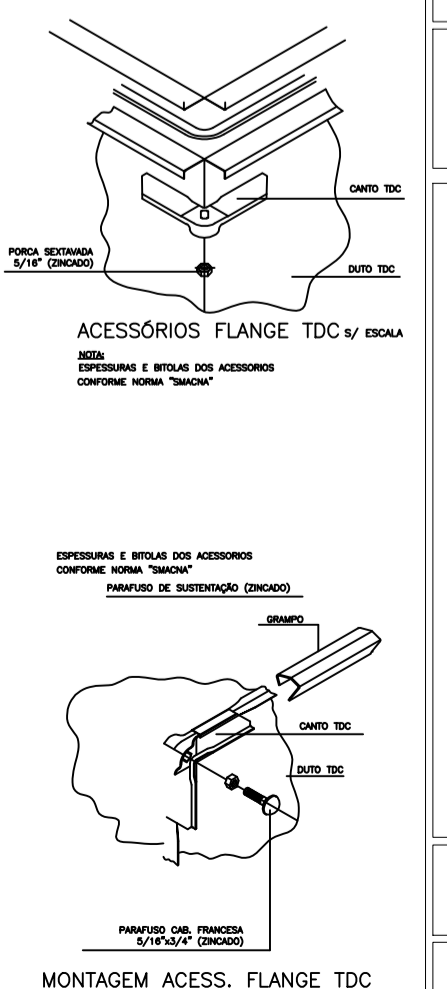 CANTO TDC
PORCA SEXTAVADA
5/16" (ZINCADO)
DUTO TDC
ACESSÓRIOS FLANGE TDC S/ ESCALA
NOTA:
ESPESSURAS E BITOLAS DOS ACESSORIOS
CONFORME NORMA "SMACNA"
ESPESSURAS E BITOLAS DOS ACESSORIOS
CONFORME NORMA "SMACNA"
PARAFUSO DE SUSTENTAÇÃO (ZINCADO)
GRAMPO
CANTO TDC
DUTO TDC
PARAFUSO CAB. FRANCESA
5/16"x3/4" (ZINCADO)
MONTAGEM ACESS. FLANGE TDC